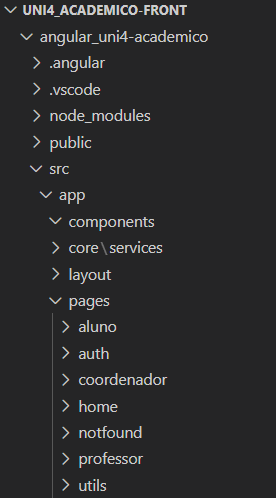 UNI4_ACADEMICO-FRONT
angular_uni4-academico
.angular
.vscode
node_modules
public
src
app
components
core\services
layout
pages
aluno
auth
coordenador
home
notfound
professor
utils